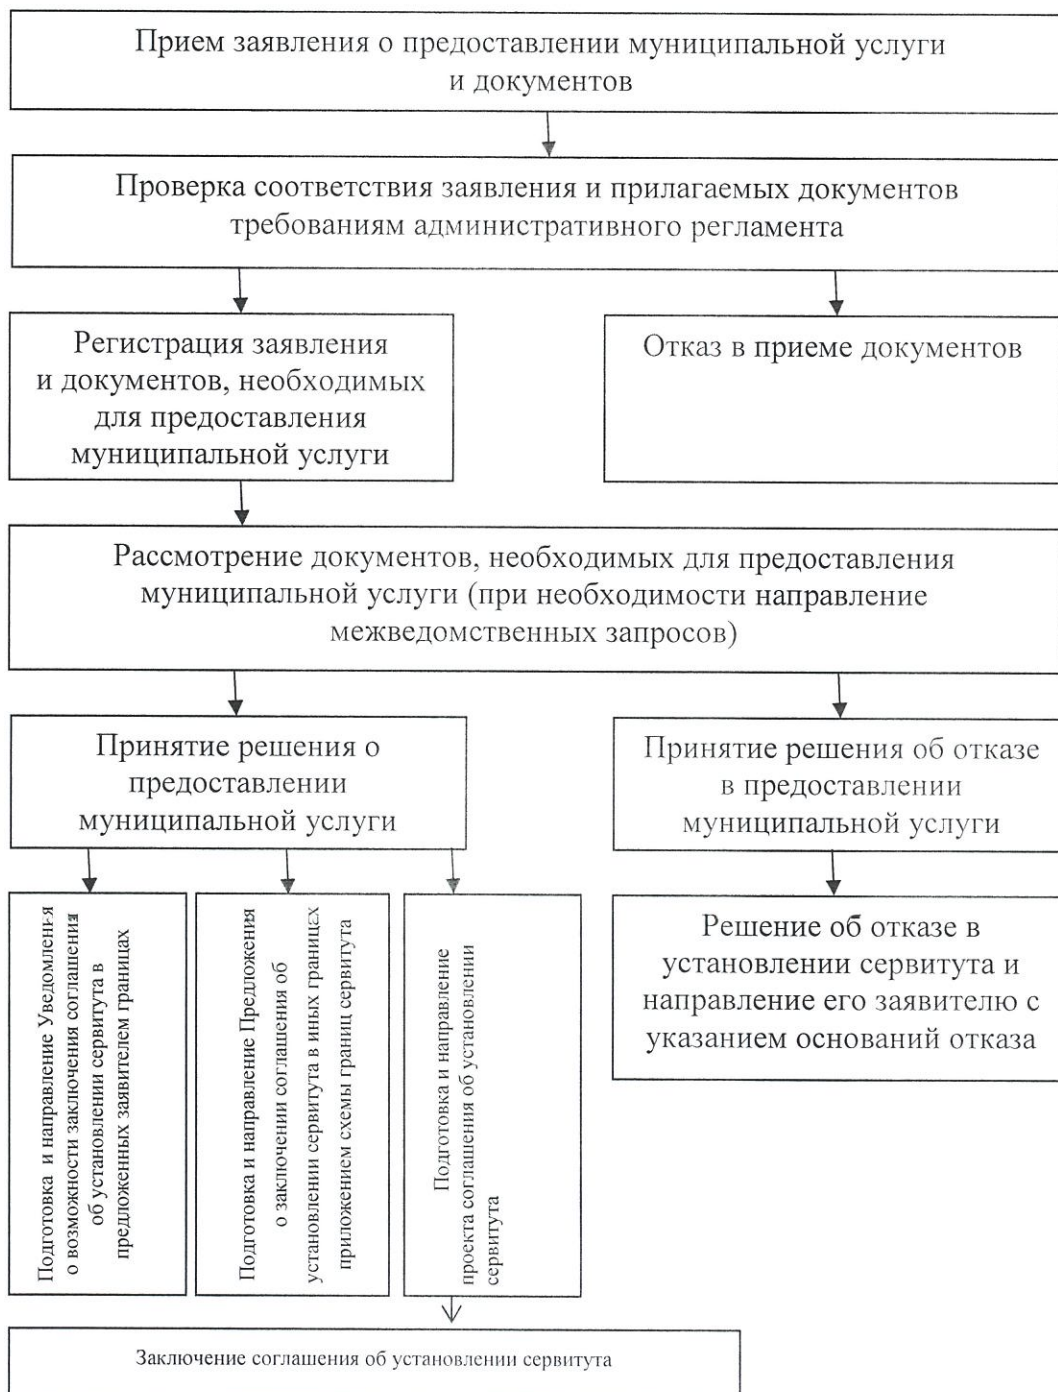 Прием заявления о предоставлении муниципальной услуги
и документов
Проверка соответствия заявления и прилагаемых документов
требованиям административного регламента
Регистрация заявления
и документов, необходимых
для предоставления
муниципальной услуги
Отказ в приеме документов
Рассмотрение документов, необходимых для предоставления
муниципальной услуги (при необходимости направление
межведомственных запросов)
Принятие решения о
предоставлении
муниципальной услуги
Принятие решения об отказе
в предоставлении
муниципальной услуги
Подготовка и направление Уведомления
о возможности заключения соглашения
об установлении сервитута в
предложенных заявителем границах
Подготовка и направление Предложения
о заключении соглашения об
установлении сервитута в иных границах
приложением схемы границ сервитута
Подготовка и направление
проекта соглашения об установлении
сервитута
Решение об отказе в
установлении сервитута и
направление его заявителю с
указанием оснований отказа
Заключение соглашения об установлении сервитута